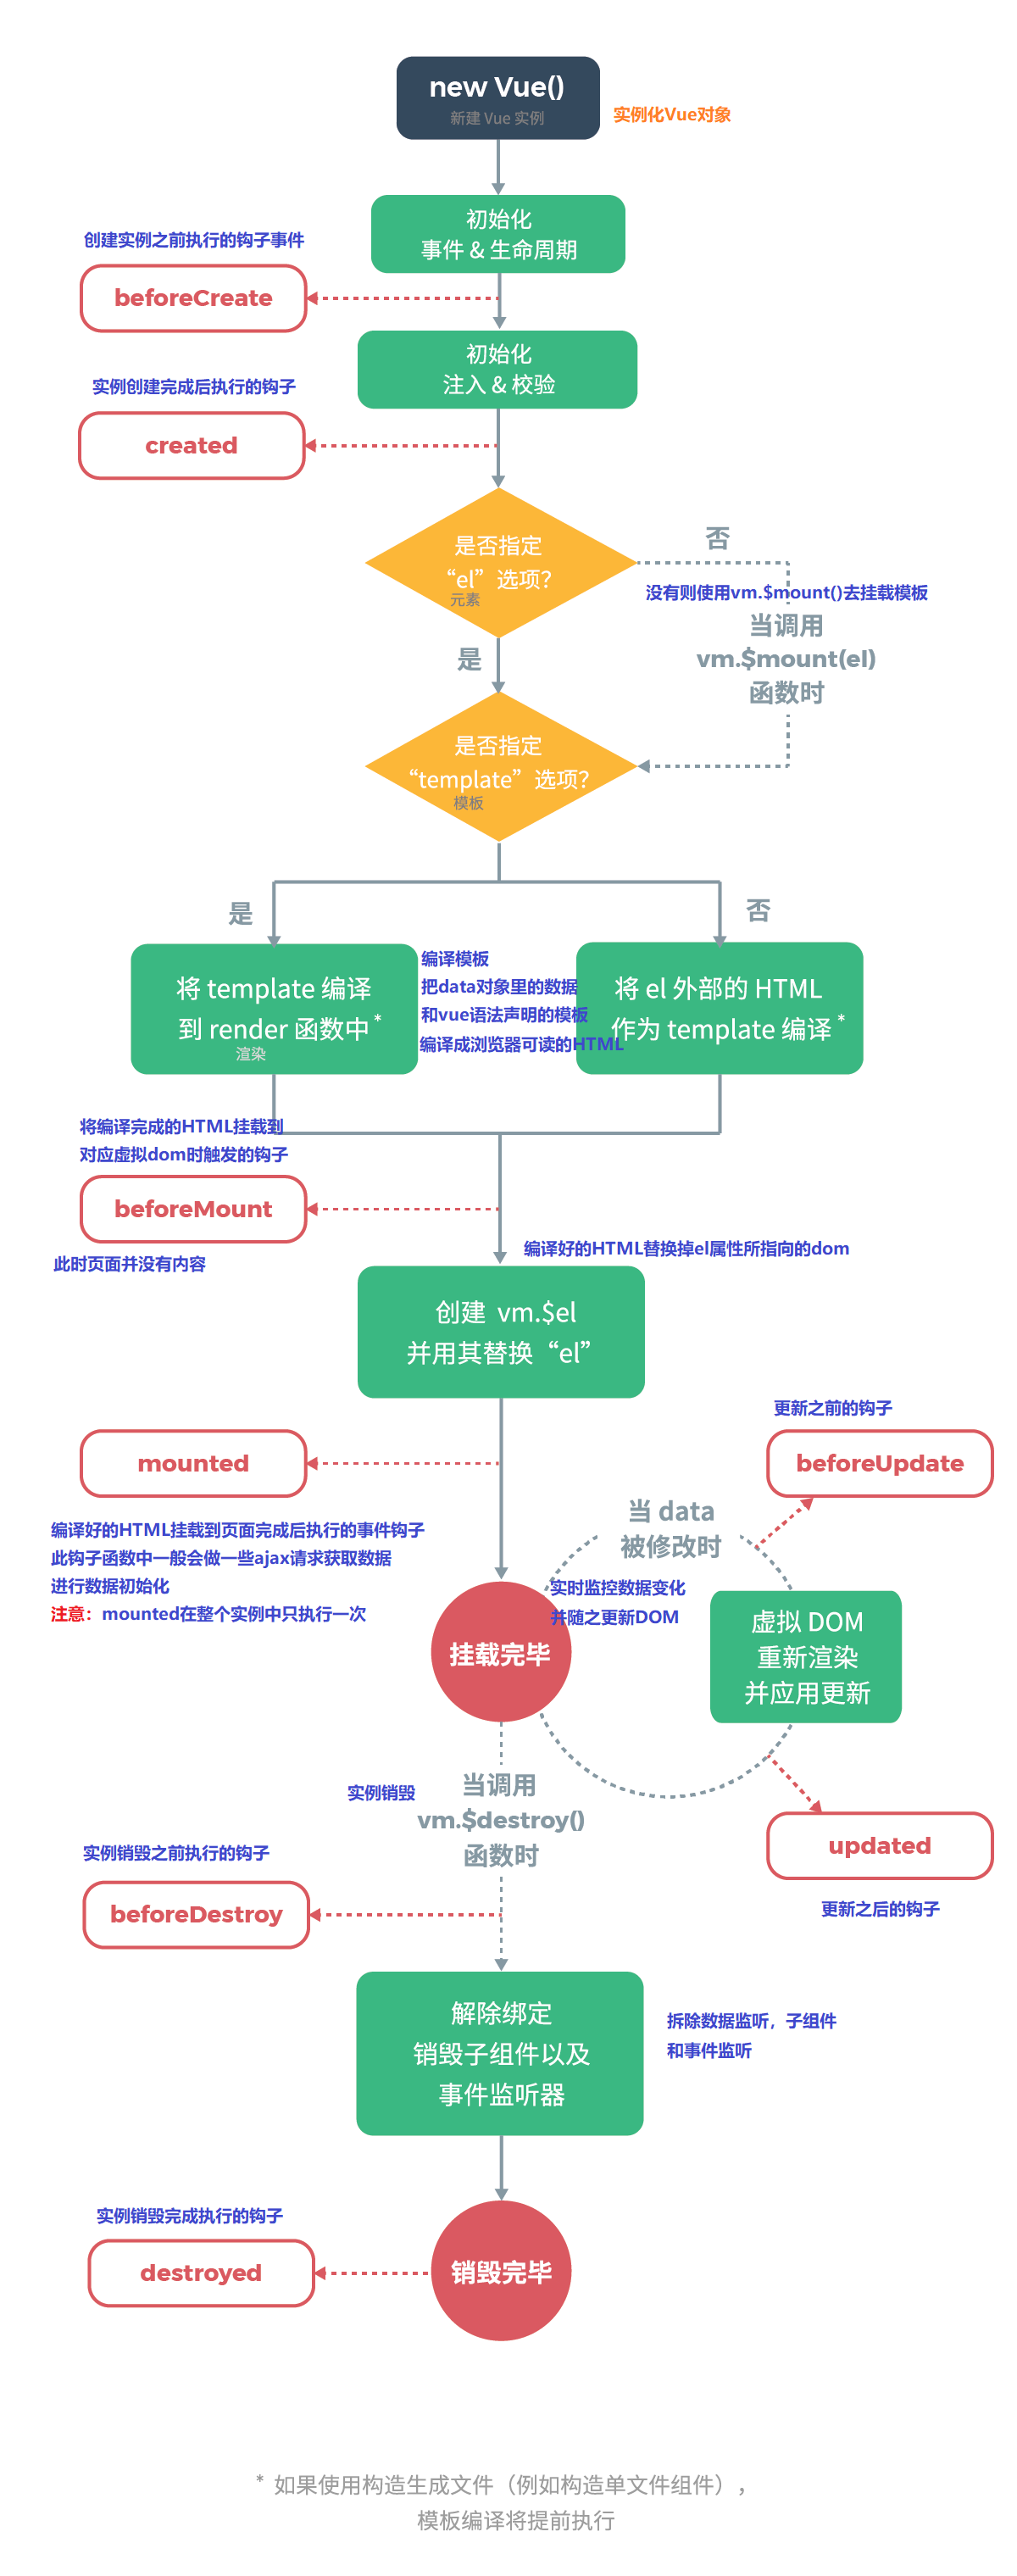 new Vue()
新建 Vue 实例
实例化Vue对象
初始化
事件 & 生命周期
创建实例之前执行的钩子事件
beforeCreate
初始化
注入 & 校验
实例创建完成后执行的钩子
created
是否指定
“el”选项?
元素
否
没有则使用vm.$mount()去挂载模板
当调用
vm.$mount(el)
函数时
是
是否指定
“template”选项?
模板
是
否
将 template 编译
到 render 函数中 *
渲染
编译模板
把data对象里的数据
和vue语法声明的模板
编译成浏览器可读的HTML
将 el 外部的 HTML
作为 template 编译 *
将编译完成的HTML挂载到
对应虚拟dom时触发的钩子
beforeMount
此时页面并没有内容
编译好的HTML替换掉el属性所指向的dom
创建 vm.$el
并用其替换“el”
mounted
编译好的HTML挂载到页面完成后执行的事件钩子
此钩子函数中一般会做一些ajax请求获取数据
进行数据初始化
注意：mounted在整个实例中只执行一次
更新之前的钩子
beforeUpdate
当 data
被修改时
实时监控数据变化
并随之更新DOM
挂载完毕
虚拟 DOM
重新渲染
并应用更新
实例销毁
当调用
vm.$destroy()
函数时
updated
更新之后的钩子
实例销毁之前执行的钩子
beforeDestroy
解除绑定
销毁子组件以及
事件监听器
拆除数据监听，子组件
和事件监听
实例销毁完成执行的钩子
destroyed
销毁完毕
* 如果使用构造生成文件（例如构造单文件组件），
模板编译将提前执行